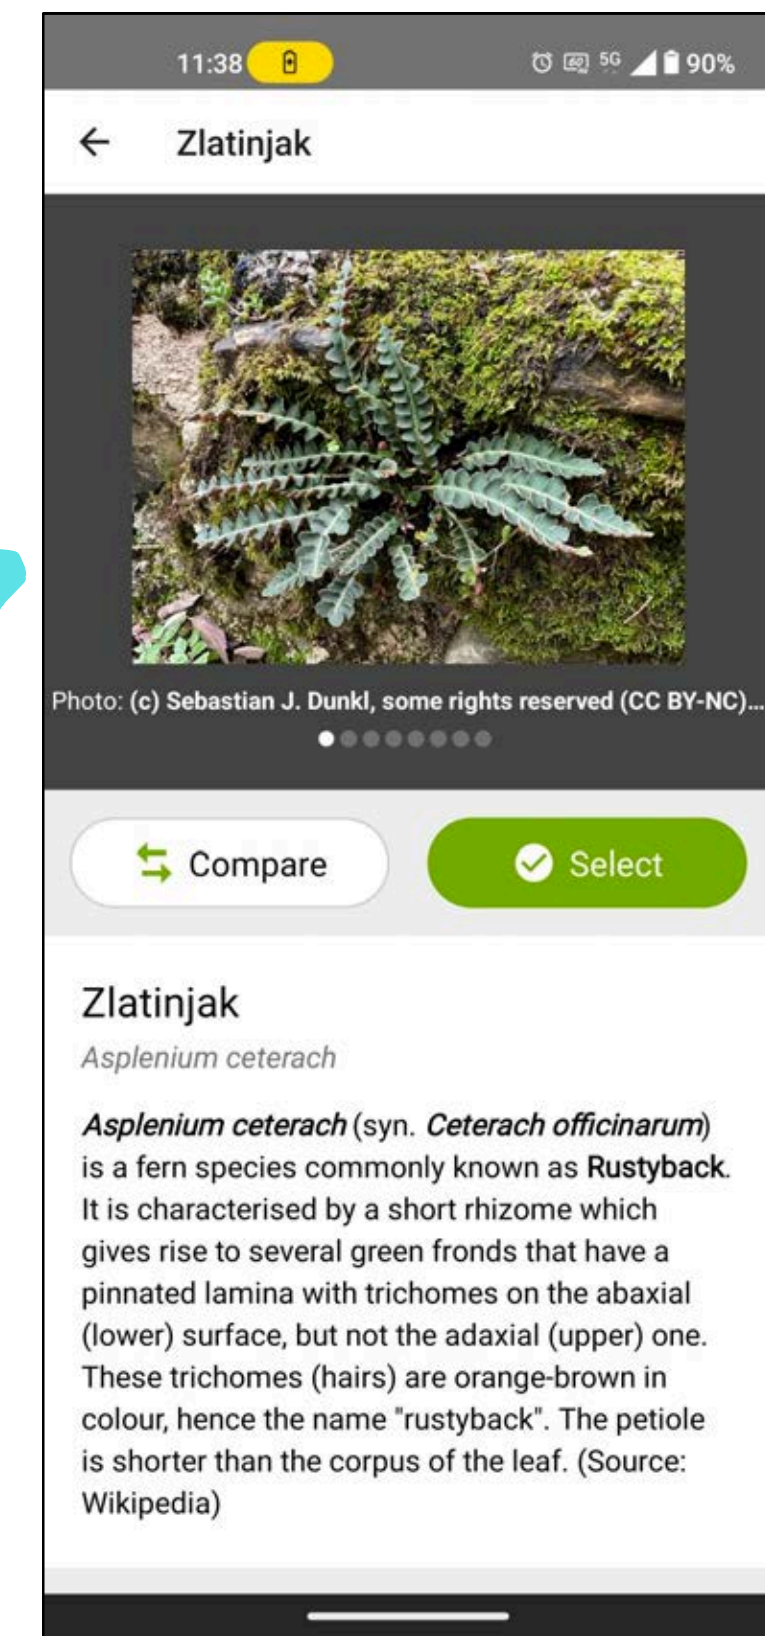 11:38 5G 90%
Zlatinjak
Photo: (c) Sebastian J. Dunkl, some rights reserved (CC BY-NC)...
Compare Select
Zlatinjak
Asplenium ceterach
Asplenium ceterach (syn. Ceterach officinarum)
is a fern species commonly known as Rustyback.
It is characterised by a short rhizome which
gives rise to several green fronds that have a
pinnated lamina with trichomes on the abaxial
(lower) surface, but not the adaxial (upper) one.
These trichomes (hairs) are orange-brown in
colour, hence the name "rustyback". The petiole
is shorter than the corpus of the leaf. (Source:
Wikipedia)